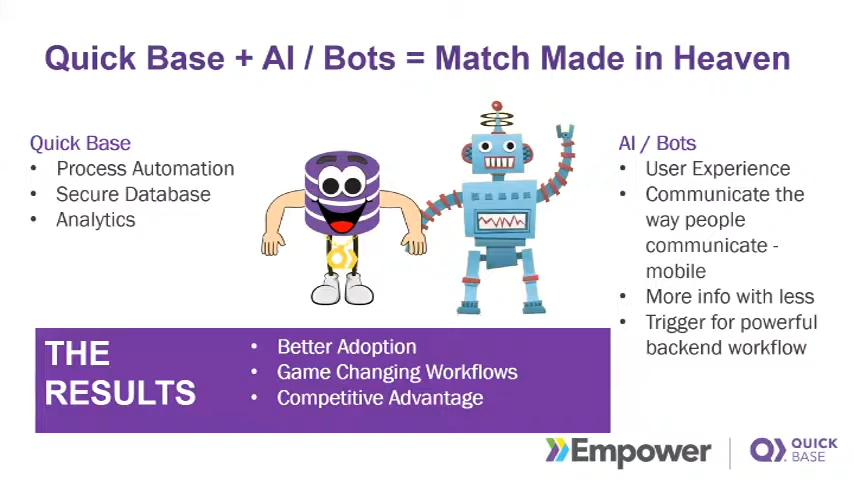 Quick Base + AI / Bots = Match Made in Heaven
Quick Base
• Process Automation
• Secure Database
• Analytics
AI / Bots
• User Experience
• Communicate the
way people
communicate -
mobile
• More info with less
• Trigger for powerful
backend workflow
THE
RESULTS
• Better Adoption
• Game Changing Workflows
• Competitive Advantage
Empower
QUICK
BASE